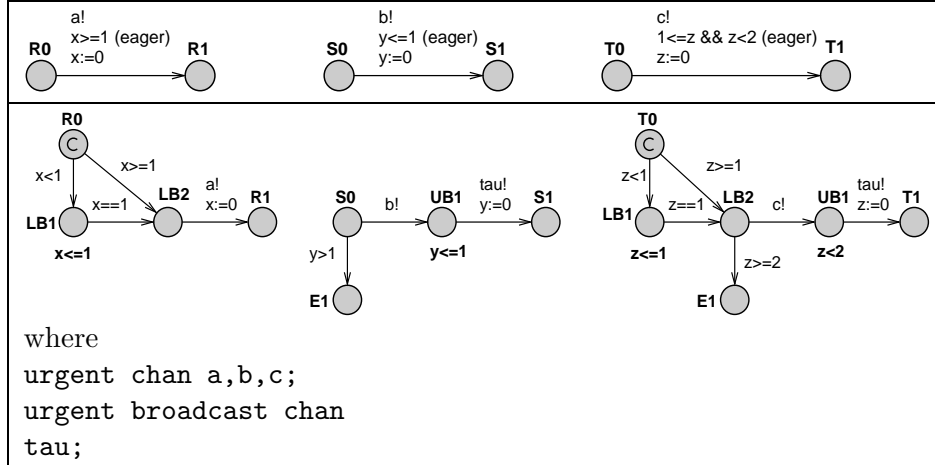 a!
x>=1 (eager)
R0 x:=0 R1
b!
y<=1 (eager)
S0 y:=0 S1
c!
1<=z && z<2 (eager)
T0 z:=0 T1
R0
C
x<1 x>=1
LB2 a! R1
LB1 x==1 x:=0
x<=1
S0 b! UB1 tau! S1
y:=0
y>1 y<=1
E1
T0
C
z<1 z>=1
LB1 z==1 LB2 c! UB1 tau! T1
z:=0
z<=1 z>=2 z<2
E1
where
urgent chan a,b,c;
urgent broadcast chan
tau;